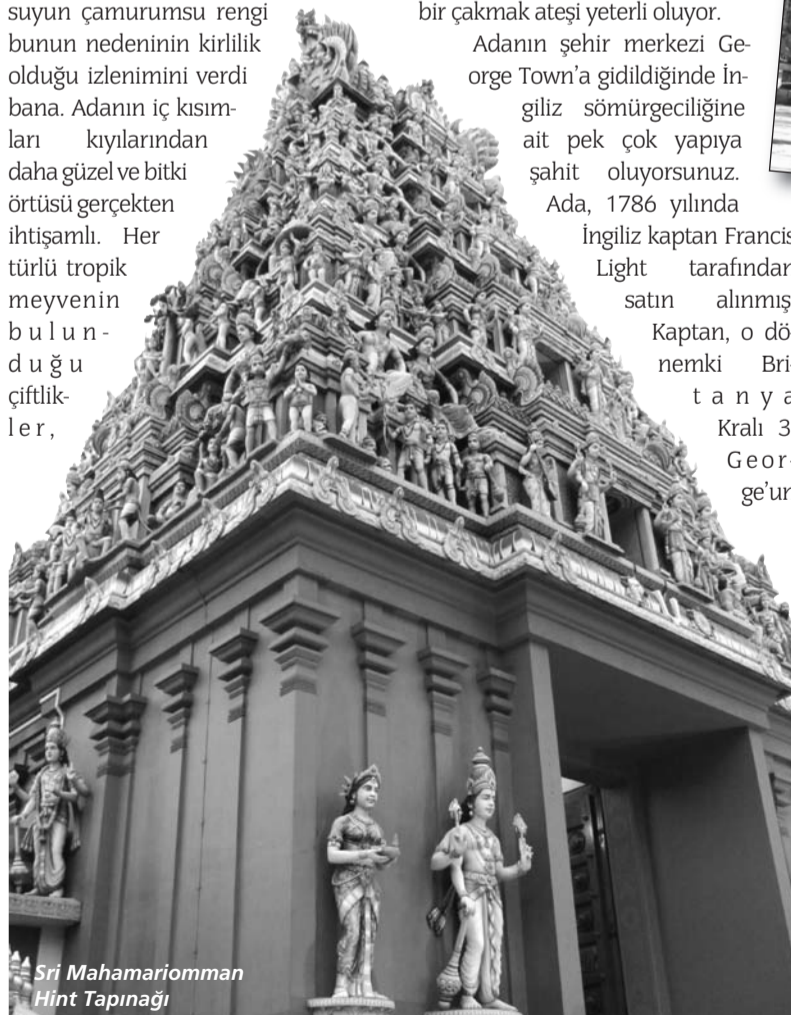 suyun çamurumsu rengi
bunun nedeninin kirlilik
olduğu izlenimini verdi
bana. Adanın iç kısım-
ları kıyılarından
daha güzel ve bitki
örtüsü gerçekten
ihtişamlı. Her
türlü tropik
meyvenin
bulun-
duğu
çiftlik-
ler,
bir çakmak ateşi yeterli oluyor.
Adanın şehir merkezi Ge-
orge Town’a gidildiğinde İn-
giliz sömürgeciliğine
ait pek çok yapıya
şahit oluyorsunuz.
Ada, 1786 yılında
İngiliz kaptan Francis
Light tarafından
satın alınmış.
Kaptan, o dö-
nemki Bri-
tanya
Kralı 3.
Geor-
ge’un
Sri Mahamariomman
Hint Tapınağı